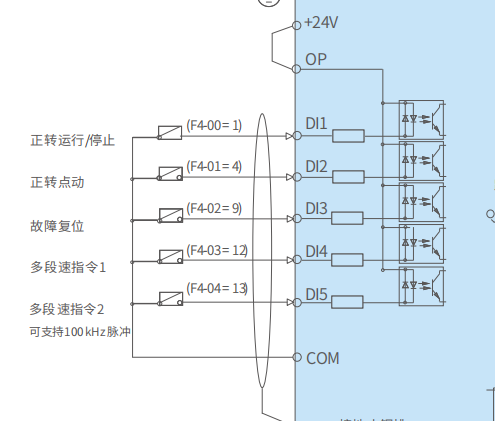 +24V
OP
(F4-00= 1) DI1
正转运行/停止
(F4-01= 4) DI2
正转点动
(F4-02= 9) DI3
故障复位
(F4-03= 12) DI4
多段速指令1
(F4-04= 13) DI5
多段速指令2
可支持100kHz脉冲
COM